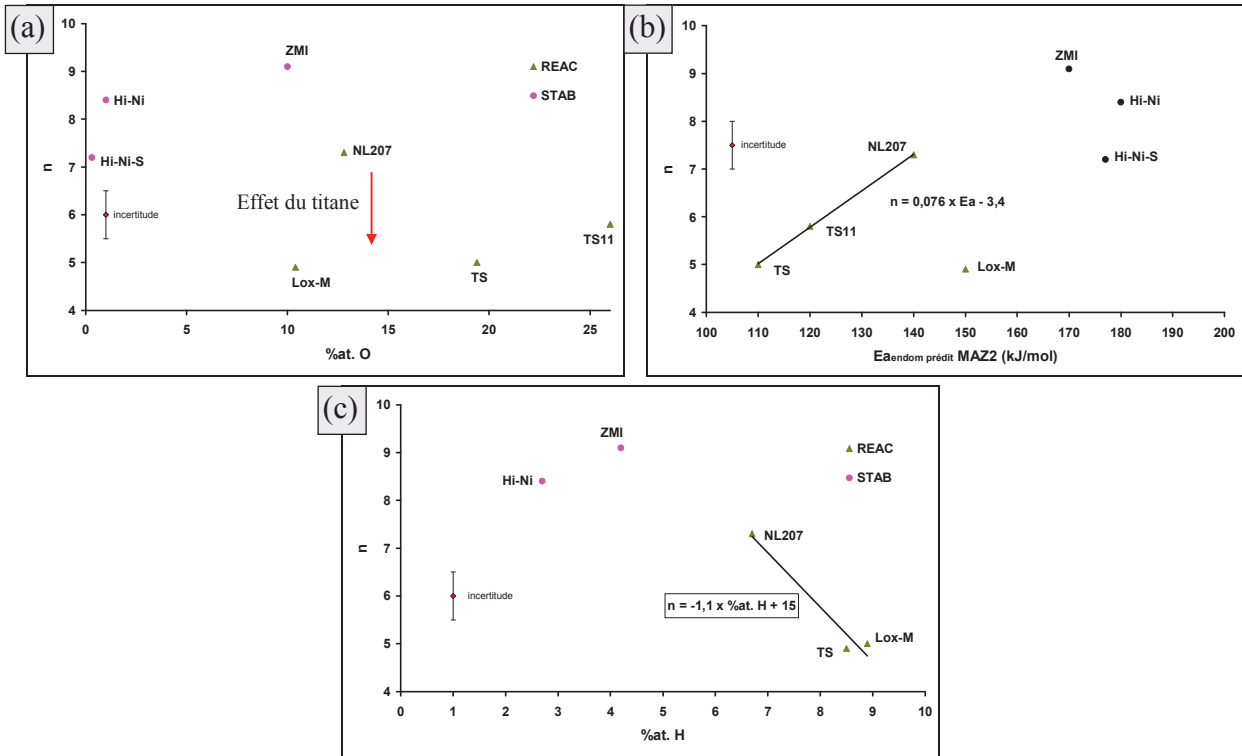 (a)
10
9
8
7
6
5
4
n
ZMI
Hi-Ni
Hi-Ni-S
NL207
incertitude
Effet du titane
Lox-M
TS
TS11
REAC
STAB
0 5 10 15 20 25
%at. O
(b)
10
9
8
7
6
5
4
n
ZMI
Hi-Ni
Hi-Ni-S
incertitude
NL207
n = 0,076 x Ea - 3,4
TS11
TS
Lox-M
100 110 120 130 140 150 160 170 180 190 200
Eaendom prédit MAZ2 (kJ/mol)
(c)
10
9
8
7
6
5
4
n
ZMI
Hi-Ni
REAC
STAB
NL207
incertitude
n = -1,1 x %at. H + 15
Lox-M
TS
0 1 2 3 4 5 6 7 8 9 10
%at. H